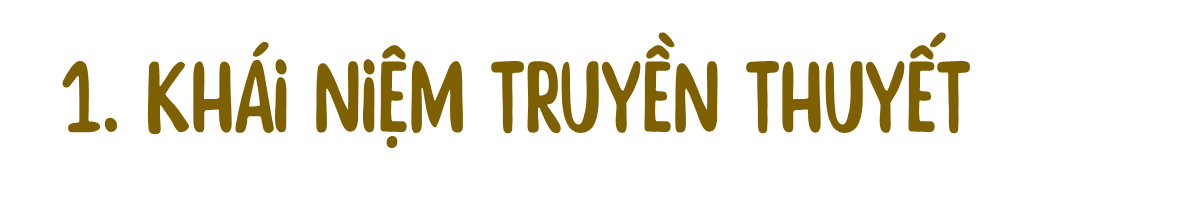 1. KHÁI NIỆM TRUYỀN THUYẾT